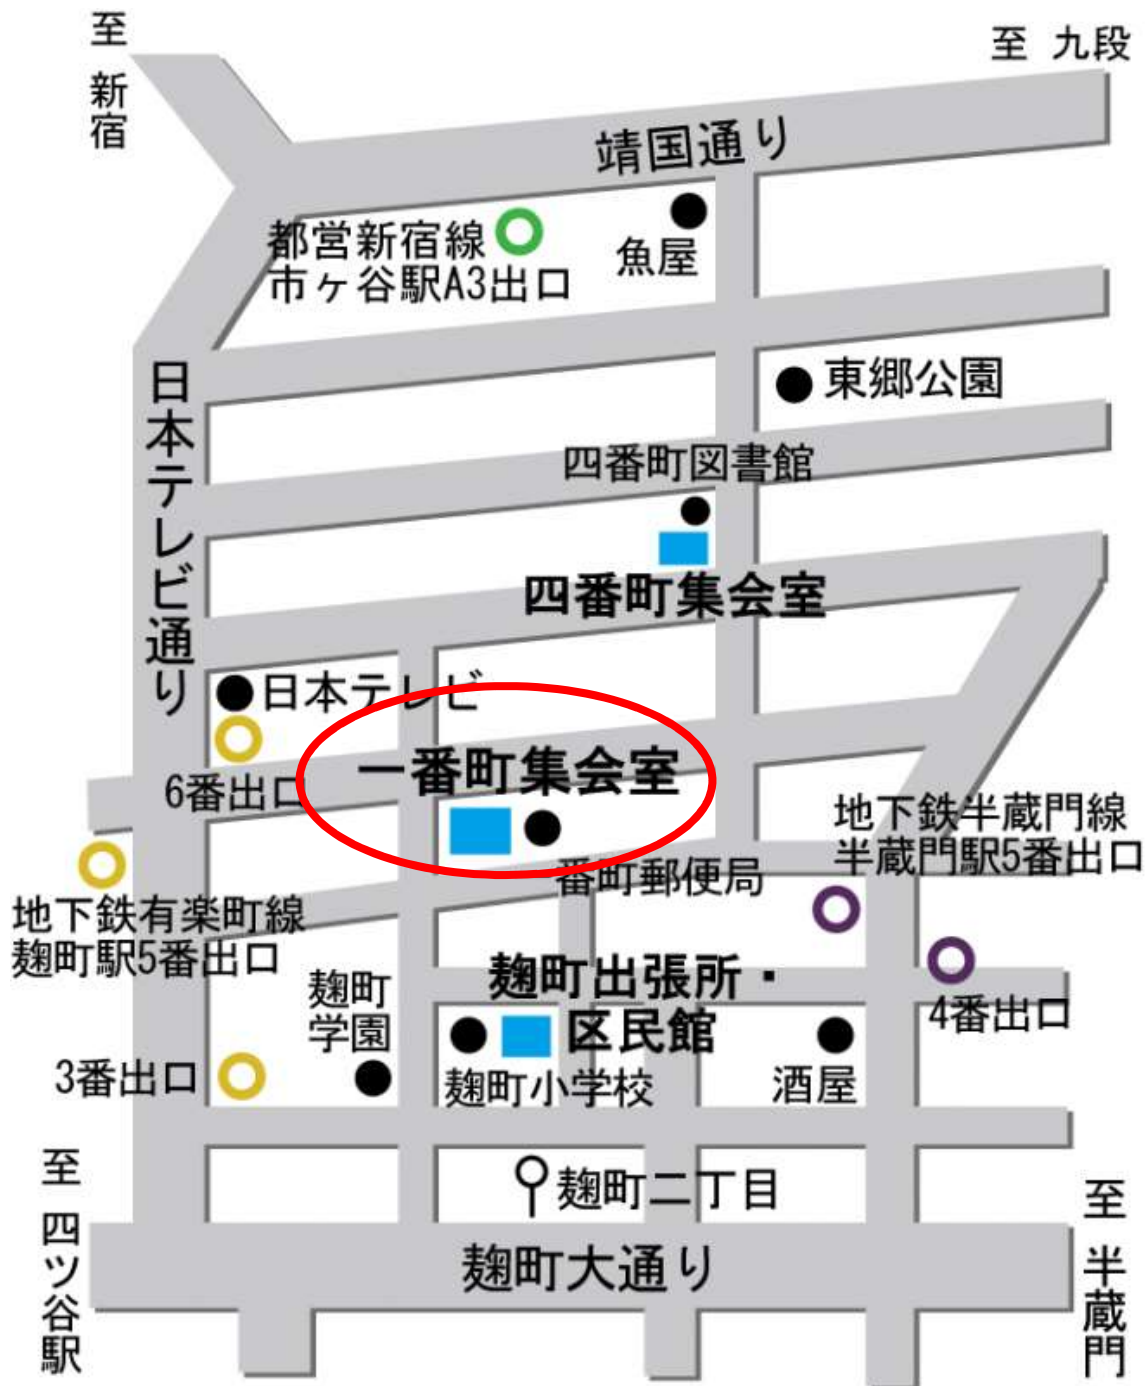 至 新宿
至 九段
靖国通り
都営新宿線
市ヶ谷駅A3出口
魚屋
日本テレビ通り
東郷公園
四番町図書館
四番町集会室
日本テレビ
一番町集会室
6番出口
地下鉄半蔵門線
半蔵門駅5番出口
番町郵便局
地下鉄有楽町線
麹町駅5番出口
麹町
学園
麹町出張所・
区民館
4番出口
3番出口
麹町小学校
酒屋
麹町二丁目
至 四ツ谷駅
至 半蔵門
麹町大通り